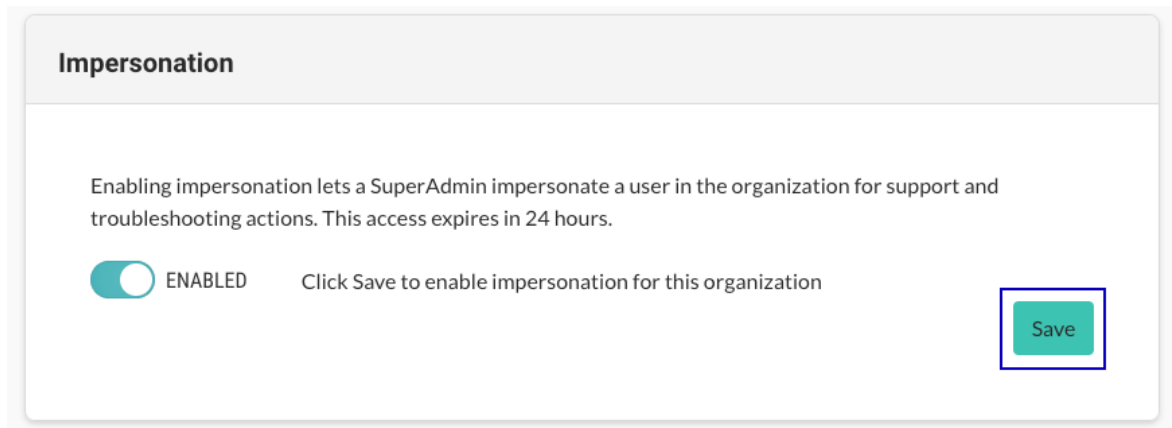 Impersonation
Enabling impersonation lets a SuperAdmin impersonate a user in the organization for support and
troubleshooting actions. This access expires in 24 hours.
ENABLED Click Save to enable impersonation for this organization
Save